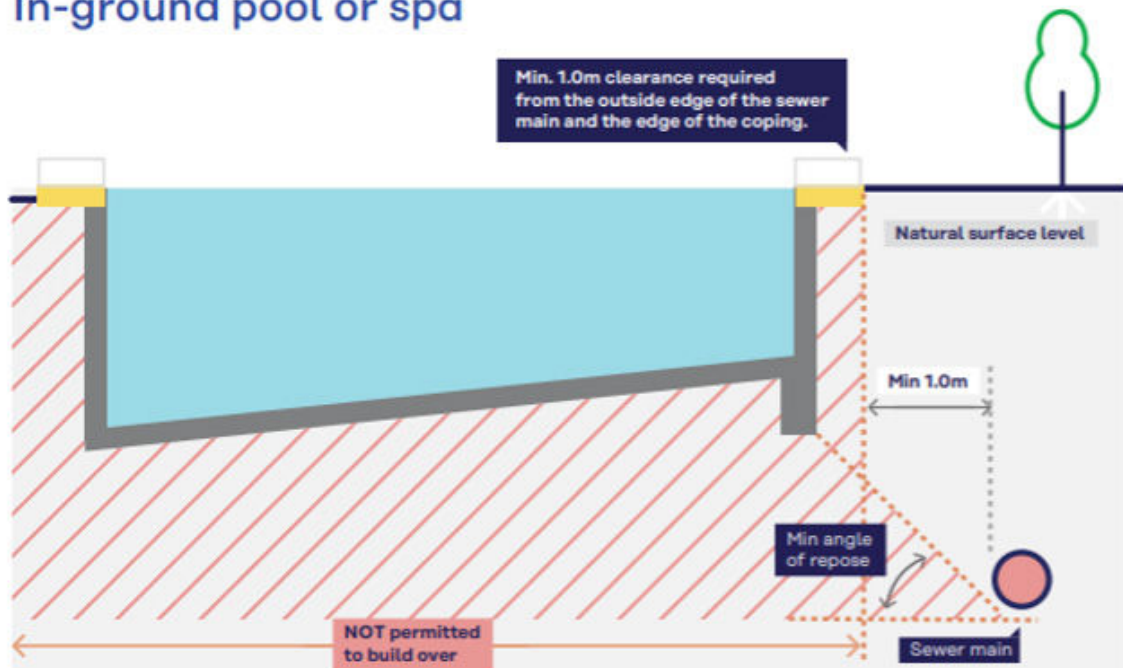 In-ground pool or spa
Min. 1.0m clearance required
from the outside edge of the sewer
main and the edge of the coping.
Natural surface level
Min 1.0m
Min angle
of repose
NOT permitted
to build over
Sewer main